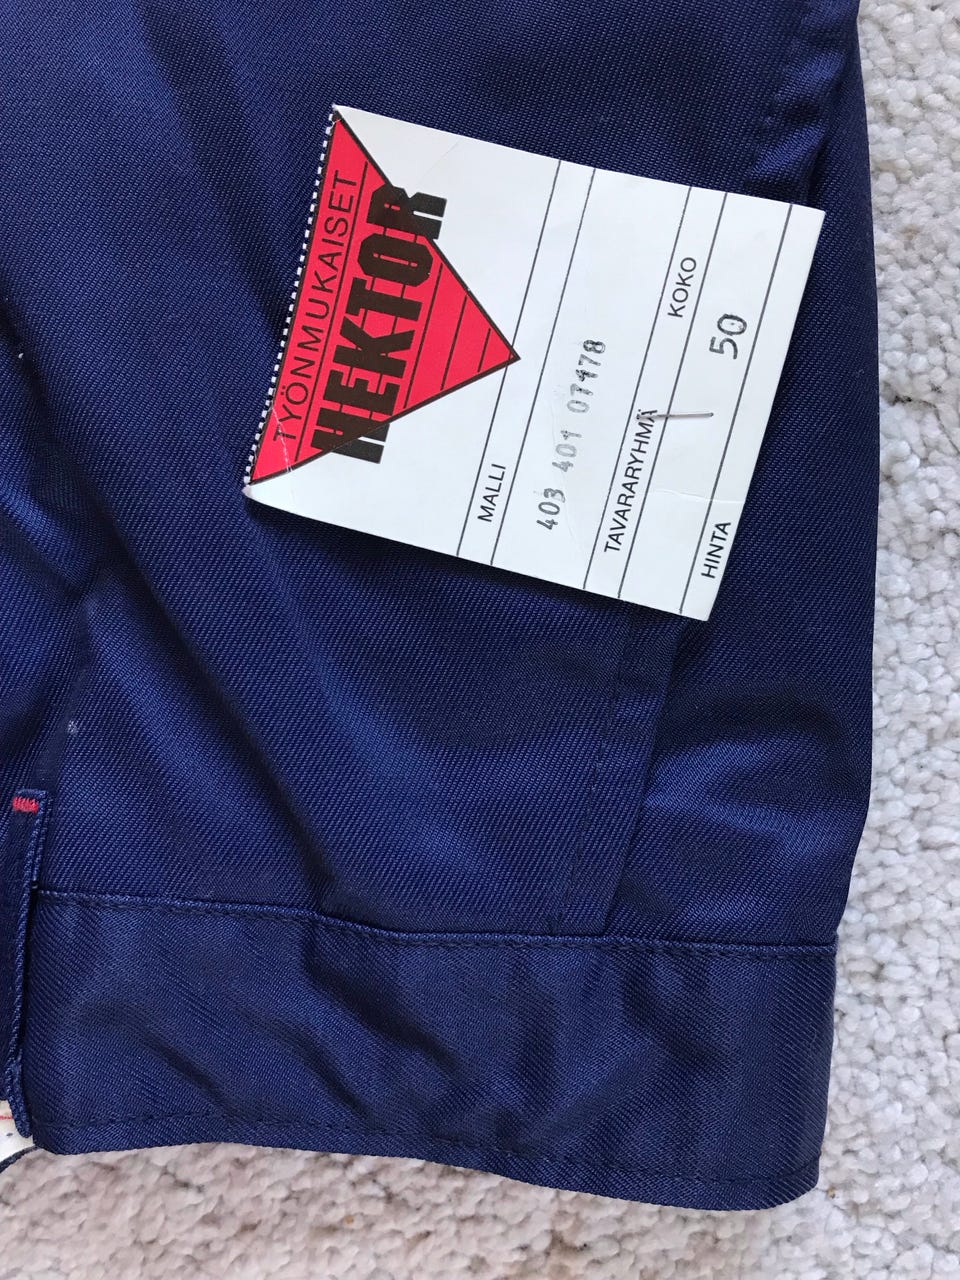 TYÖNMUKAISET
HEKTOR
MALLI
403 401 07478
TAVARARYHMÄ
KOKO
50
HINTA